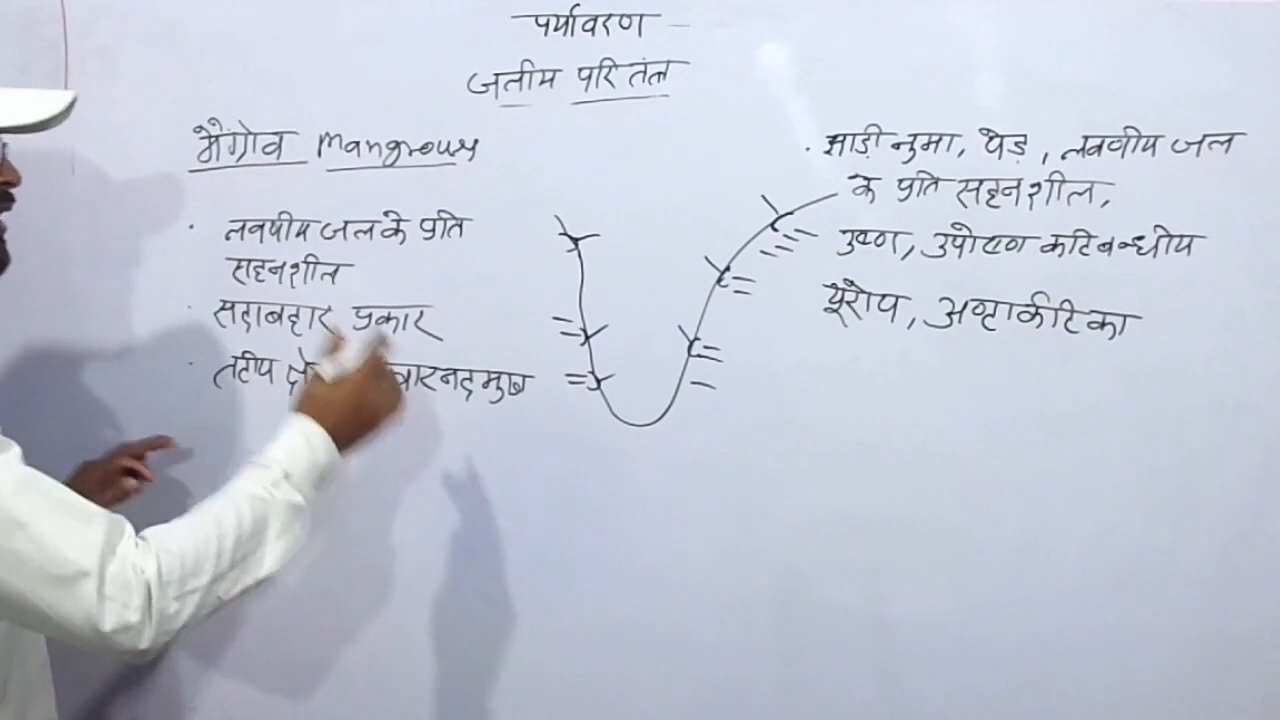 पर्यावरण
जलीय परितंत्र
मैंग्रोव Mangrouy
लवणीय जल के प्रति
सहनशील
सदाबहार प्रकार
तटीय
झाड़ी नुमा, पेड़, लवणीय जल
के प्रति सहनशील,
उष्ण, उपोष्ण कटिबन्धीय
यूरोप, अण्टार्कटिका